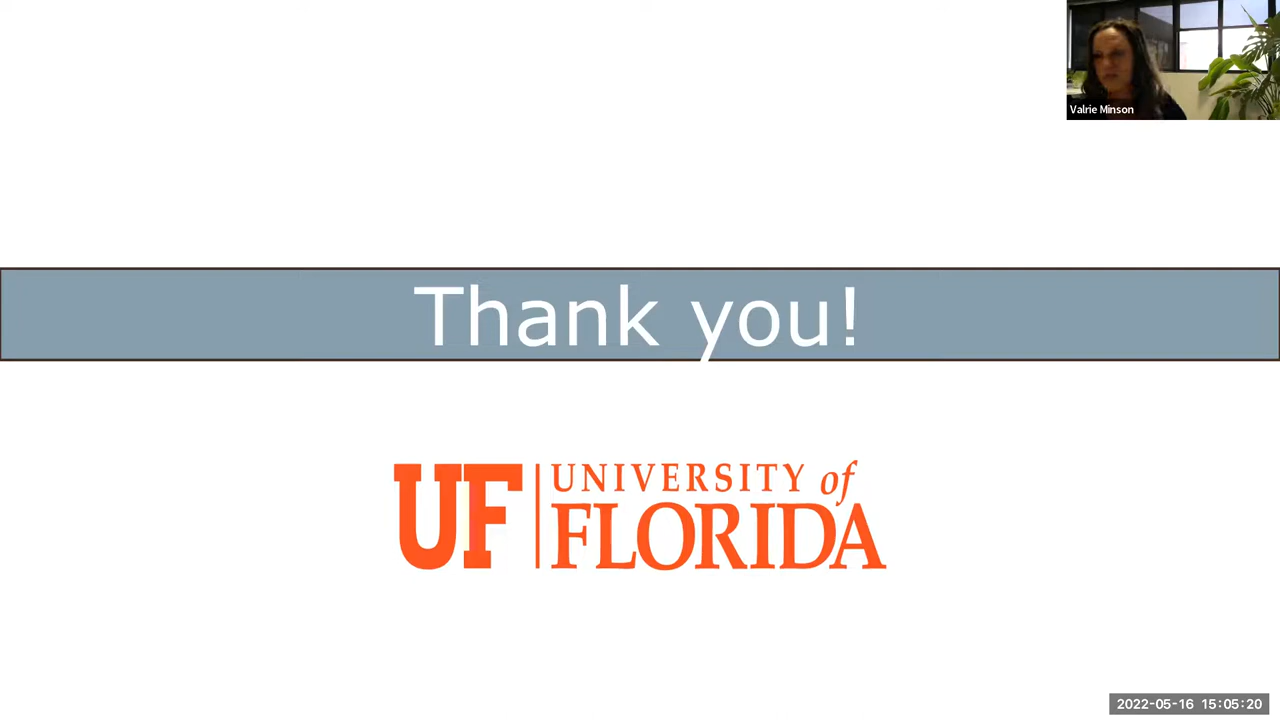 Valrie Minson
Thank you!
UF UNIVERSITY of
FLORIDA
2022-05-16 15:05:20